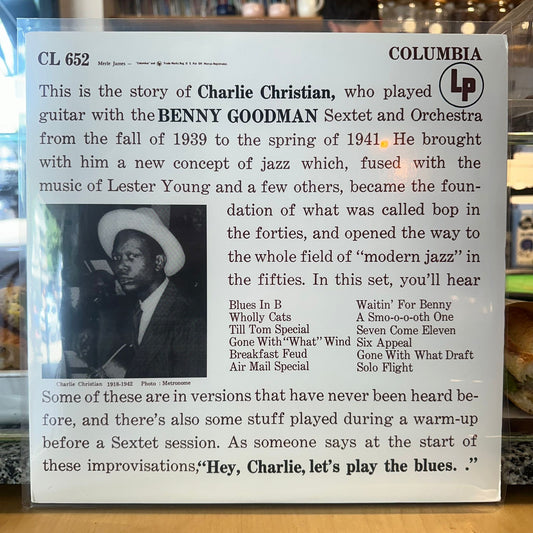 CL 652
COLUMBIA
Lp
This is the story of Charlie Christian, who played
guitar with the BENNY GOODMAN Sextet and Orchestra
from the fall of 1939 to the spring of 1941. He brought
with him a new concept of jazz which, fused with the
music of Lester Young and a few others, became the foun-
dation of what was called bop in
the forties, and opened the way to
the whole field of “modern jazz” in
the fifties. In this set, you’ll hear
Blues In B
Wholly Cats
Till Tom Special
Gone With “What” Wind
Breakfast Feud
Air Mail Special
Waitin’ For Benny
A Smo-o-o-oth One
Seven Come Eleven
Six Appeal
Gone With What Draft
Solo Flight
Charlie Christian 1918-1942 Photo : Metronome
Some of these are in versions that have never been heard be-
fore, and there’s also some stuff played during a warm-up
before a Sextet session. As someone says at the start of
these improvisations, “Hey, Charlie, let’s play the blues. .”